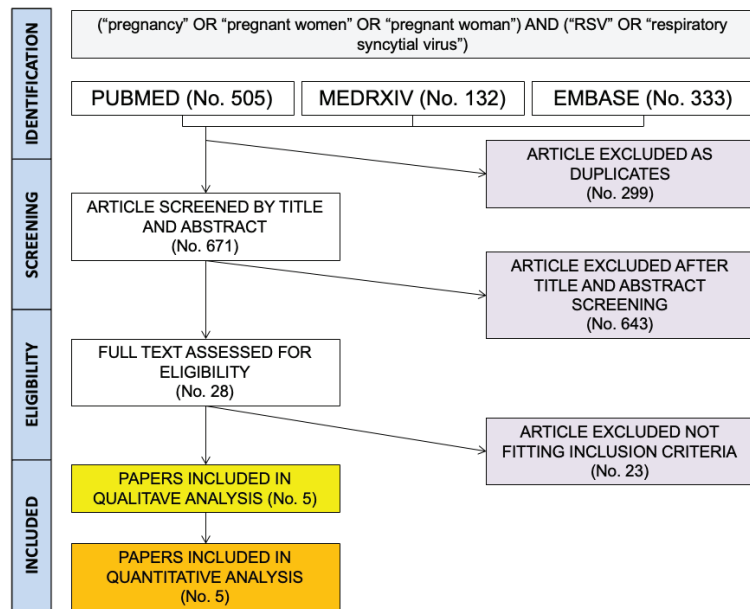 ("pregnancy" OR "pregnant women" OR "pregnant woman") AND ("RSV" OR "respiratory
syncytial virus")
IDENTIFICATION
PUBMED (No. 505)
MEDRXIV (No. 132)
EMBASE (No. 333)
ARTICLE EXCLUDED AS
DUPLICATES
(No. 299)
SCREENING
ARTICLE SCREENED BY TITLE
AND ABSTRACT
(No. 671)
ARTICLE EXCLUDED AFTER
TITLE AND ABSTRACT
SCREENING
(No. 643)
ELIGIBILITY
FULL TEXT ASSESSED FOR
ELIGIBILITY
(No. 28)
ARTICLE EXCLUDED NOT
FITTING INCLUSION CRITERIA
(No. 23)
INCLUDED
PAPERS INCLUDED IN
QUALITAVE ANALYSIS (No. 5)
PAPERS INCLUDED IN
QUANTITATIVE ANALYSIS
(No. 5)